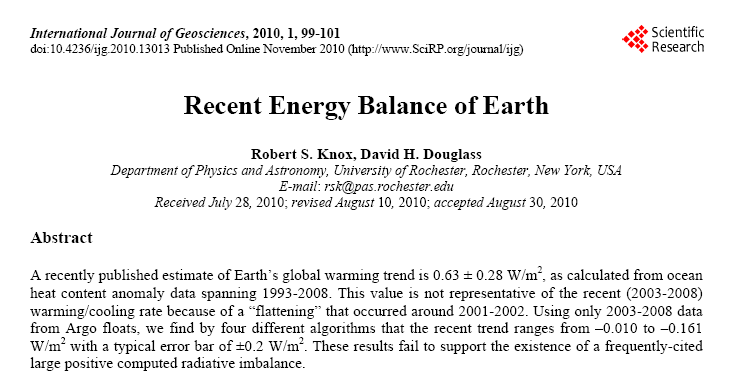 International Journal of Geosciences, 2010, 1, 99-101
doi:10.4236/ijg.2010.13013 Published Online November 2010 (http://www.SciRP.org/journal/ijg)
Scientific
Research
Recent Energy Balance of Earth
Robert S. Knox, David H. Douglass
Department of Physics and Astronomy, University of Rochester, Rochester, New York, USA
E-mail: rsk@pas.rochester.edu
Received July 28, 2010; revised August 10, 2010; accepted August 30, 2010
Abstract
A recently published estimate of Earth's global warming trend is 0.63 ± 0.28 W/m², as calculated from ocean
heat content anomaly data spanning 1993-2008. This value is not representative of the recent (2003-2008)
warming/cooling rate because of a “flattening” that occurred around 2001-2002. Using only 2003-2008 data
from Argo floats, we find by four different algorithms that the recent trend ranges from –0.010 to –0.161
W/m² with a typical error bar of ±0.2 W/m². These results fail to support the existence of a frequently-cited
large positive computed radiative imbalance.